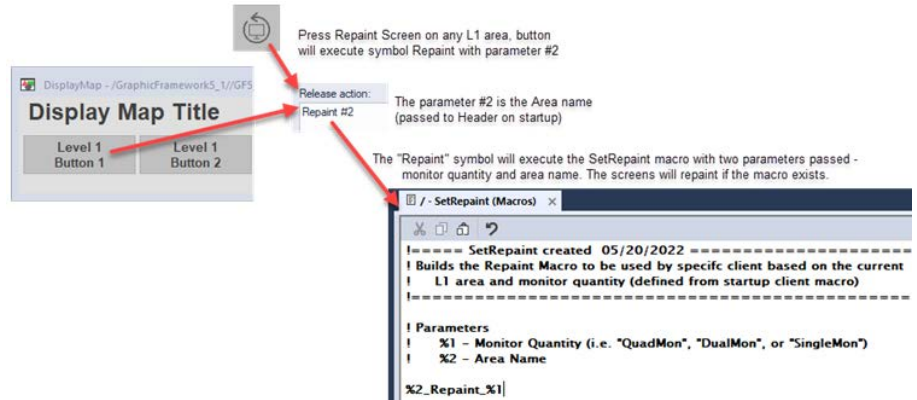 Press Repaint Screen on any L1 area, button
will execute symbol Repaint with parameter #2
DisplayMap - /GraphicFramework5_1//GF5
Display Map Title
Level 1
Button 1
Level 1
Button 2
Release action:
Repaint #2
The parameter #2 is the Area name
(passed to Header on startup)
The "Repaint" symbol will execute the SetRepaint macro with two parameters passed -
monitor quantity and area name. The screens will repaint if the macro exists.
/ - SetRepaint (Macros) ×
!===== SetRepaint created 05/20/2022 =======================
! Builds the Repaint Macro to be used by specifc client based on the current
! L1 area and monitor quantity (defined from startup client macro)
!==================================================
! Parameters
! %1 - Monitor Quantity (i.e. "QuadMon", "DualMon", or "SingleMon")
! %2 - Area Name
%2_Repaint_%1